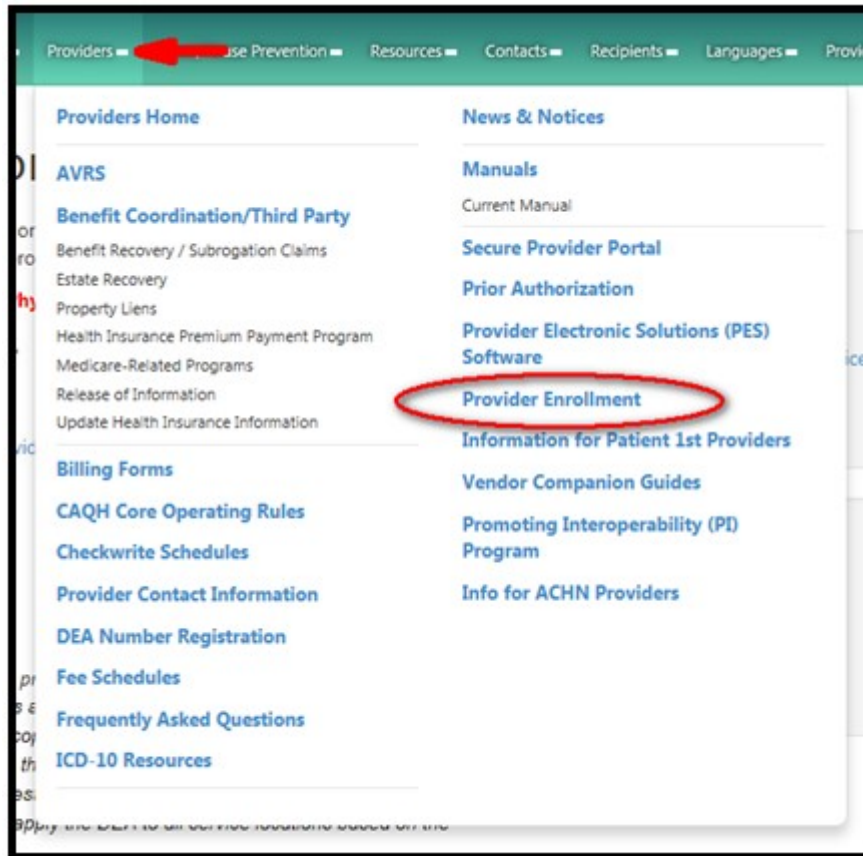 Providers use Prevention Resources Contacts Recipients Languages
Providers Home
AVRS
Benefit Coordination/Third Party
Benefit Recovery / Subrogation Claims
Estate Recovery
Property Liens
Health Insurance Premium Payment Program
Medicare-Related Programs
Release of Information
Update Health Insurance Information
Billing Forms
CAQH Core Operating Rules
Checkwrite Schedules
Provider Contact Information
DEA Number Registration
Fee Schedules
Frequently Asked Questions
ICD-10 Resources
News & Notices
Manuals
Current Manual
Secure Provider Portal
Prior Authorization
Provider Electronic Solutions (PES)
Software
Provider Enrollment
Information for Patient 1st Providers
Vendor Companion Guides
Promoting Interoperability (PI)
Program
Info for ACHN Providers